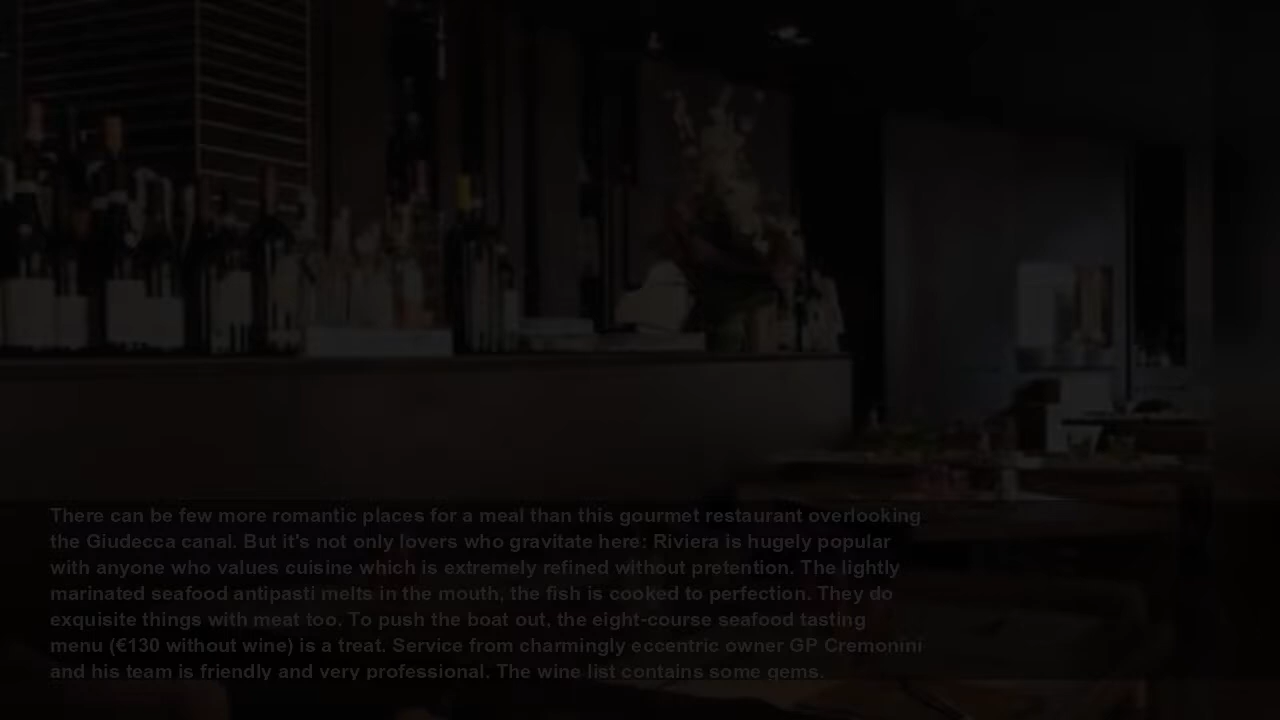 There can be few more romantic places for a meal than this gourmet restaurant overlooking
the Giudecca canal. But it's not only lovers who gravitate here: Riviera is hugely popular
with anyone who values cuisine which is extremely refined without pretention. The lightly
marinated seafood antipasti melts in the mouth, the fish is cooked to perfection. They do
exquisite things with meat too. To push the boat out, the eight-course seafood tasting
menu (€130 without wine) is a treat. Service from charmingly eccentric owner GP Cremonini
and his team is friendly and very professional. The wine list contains some gems.